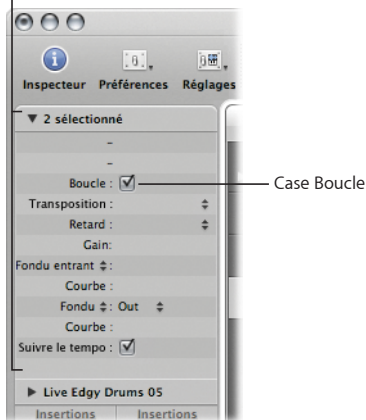 Inspecteur Préférences Réglages
▼ 2 sélectionné
–
–
Boucle :
Case Boucle
Transposition :
Retard :
Gain:
Fondu entrant :
Courbe :
Fondu : Out
Courbe :
Suivre le tempo :
▶ Live Edgy Drums 05
Insertions Insertions